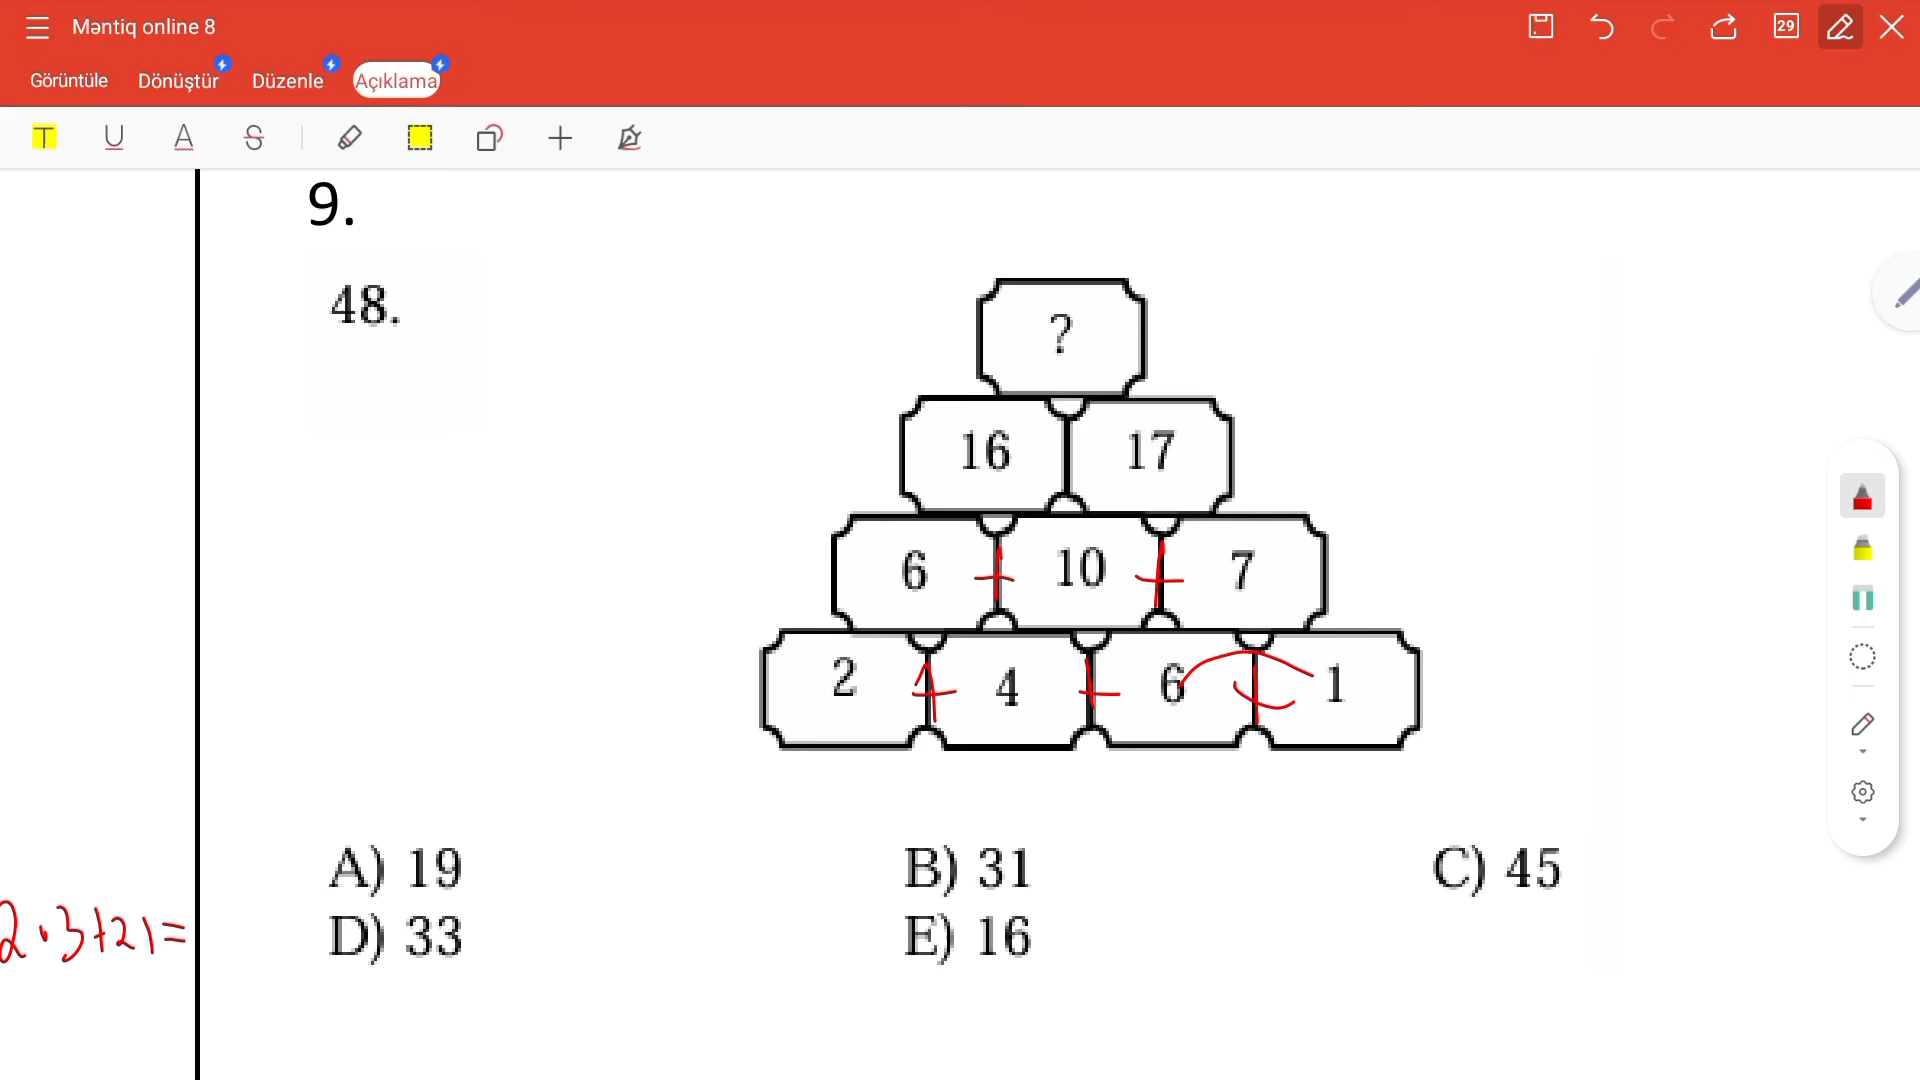 Məntiq online 8
29
Görüntüle Dönüştür Düzenle Açıklama
T U A S
9.
48.
?
16 17
6 + 10 + 7
2 + 4 + 6 + 1
A) 19 B) 31 C) 45
D) 33 E) 16
2·3+21=